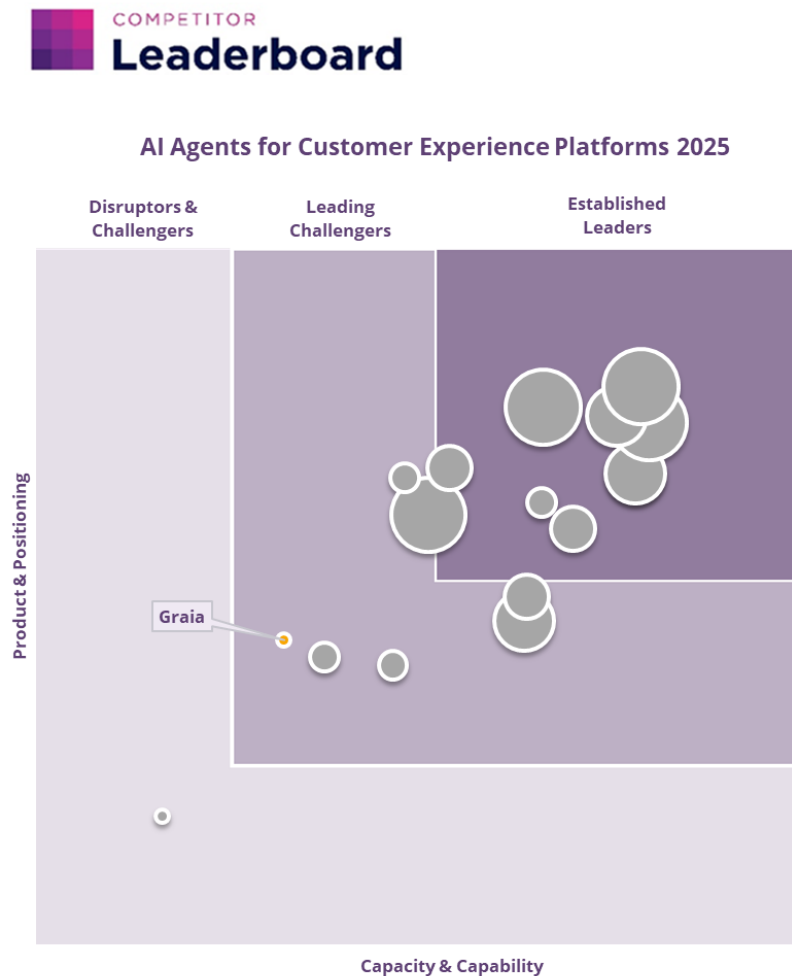 COMPETITOR
Leaderboard
AI Agents for Customer Experience Platforms 2025
Disruptors &
Challengers
Leading
Challengers
Established
Leaders
Product & Positioning
Graia
Capacity & Capability